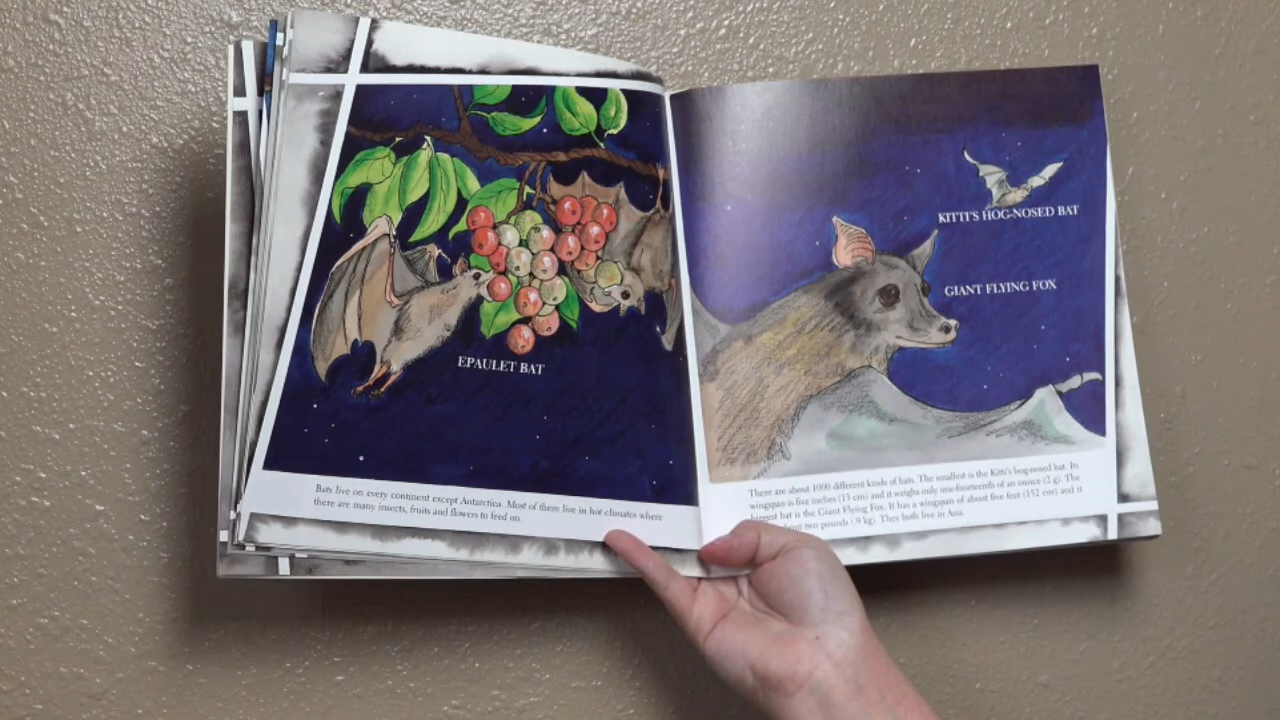 EPAULET BAT
Bats live on every continent except Antarctica. Most of them live in hot climates where
there are many insects, fruits and flowers to feed on.
KITTI'S HOG-NOSED BAT
GIANT FLYING FOX
There are about 1000 different kinds of bats. The smallest is the Kitti's hog-nosed bat. Its
wingspan is five inches (13 cm) and it weighs only one-fourteenth of an ounce (2 g). The
biggest bat is the Giant Flying Fox. It has a wingspan of about five feet (152 cm) and it
about two pounds (.9 kg). They both live in Asia.